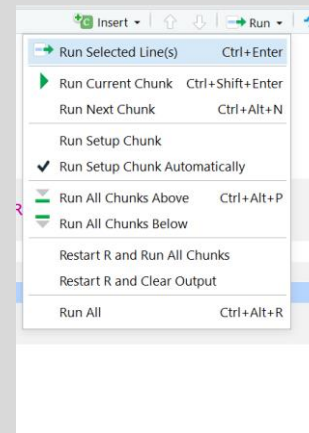 Insert Run
Run Selected Line(s) Ctrl+Enter
Run Current Chunk Ctrl+Shift+Enter
Run Next Chunk Ctrl+Alt+N
Run Setup Chunk
Run Setup Chunk Automatically
Run All Chunks Above Ctrl+Alt+P
R
Run All Chunks Below
Restart R and Run All Chunks
Restart R and Clear Output
Run All Ctrl+Alt+R